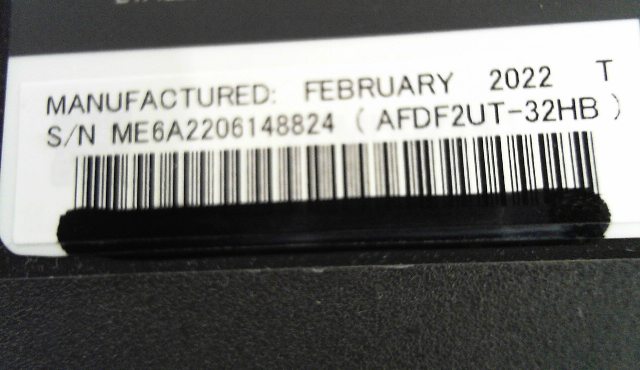 MANUFACTURED: FEBRUARY 2022 T
S/N ME6A2206148824 (AFDF2UT-32HB)